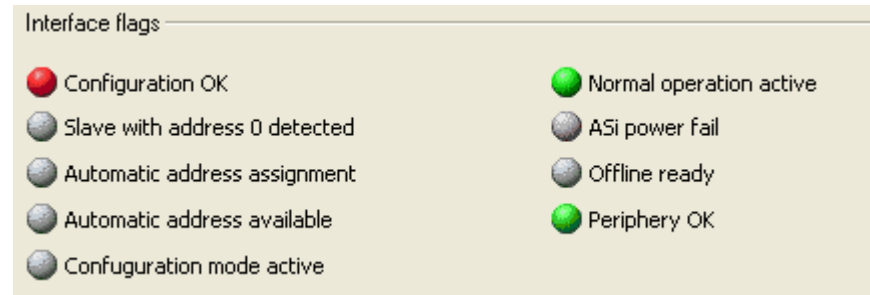 Interface flags
Configuration OK
Slave with address 0 detected
Automatic address assignment
Automatic address available
Confuguration mode active
Normal operation active
ASi power fail
Offline ready
Periphery OK